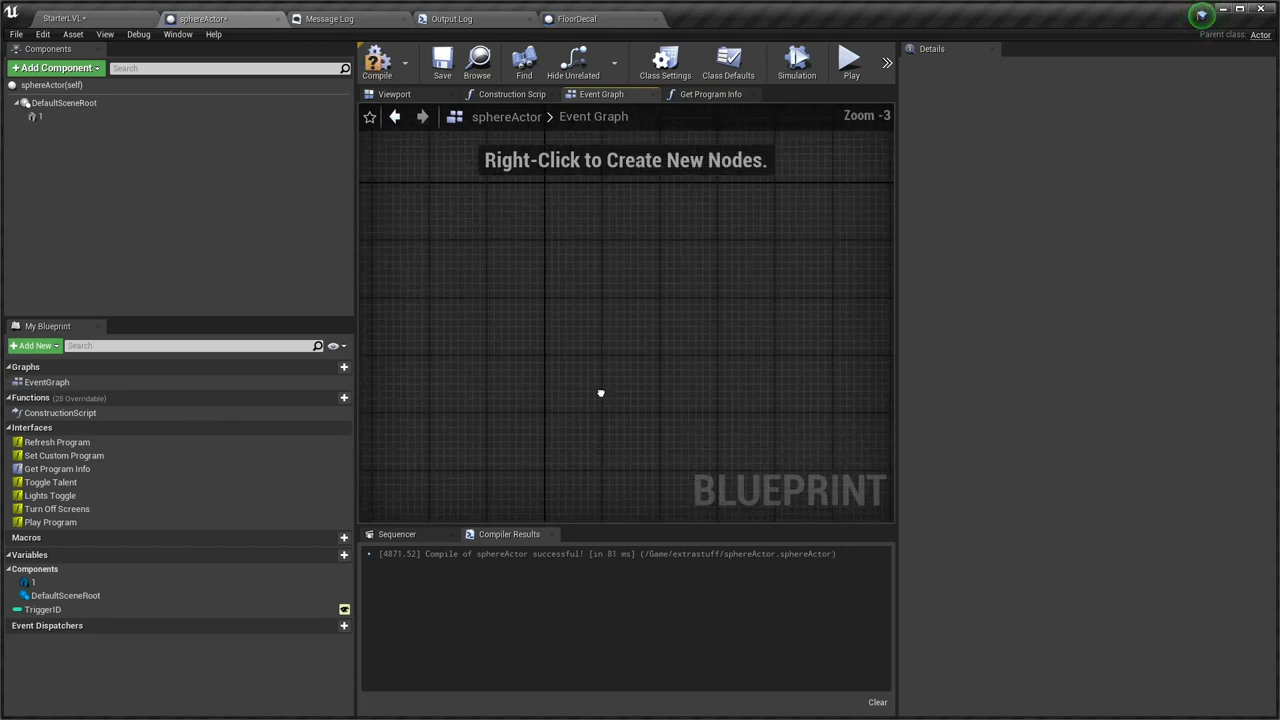 StarterLVL*
sphereActor*
Message Log
Output Log
FloorDecal
File Edit Asset View Debug Window Help
Parent class: Actor
Components
+ Add Component
Search
sphereActor(self)
DefaultSceneRoot
1
Compile
Save
Browse
Find
Hide Unrelated
Class Settings
Class Defaults
Simulation
Play
Details
Viewport
Construction Scrip
Event Graph
Get Program Info
sphereActor > Event Graph
Zoom -3
Right-Click to Create New Nodes.
BLUEPRINT
My Blueprint
+ Add New
Search
Graphs
EventGraph
Functions (25 Overridable)
ConstructionScript
Interfaces
Refresh Program
Set Custom Program
Get Program Info
Toggle Talent
Lights Toggle
Turn Off Screens
Play Program
Macros
Variables
Components
1
DefaultSceneRoot
TriggerID
Event Dispatchers
Sequencer
Compiler Results
[4871.52] Compile of sphereActor successful! [in 81 ms] (/Game/extrastuff/sphereActor.sphereActor)
Clear